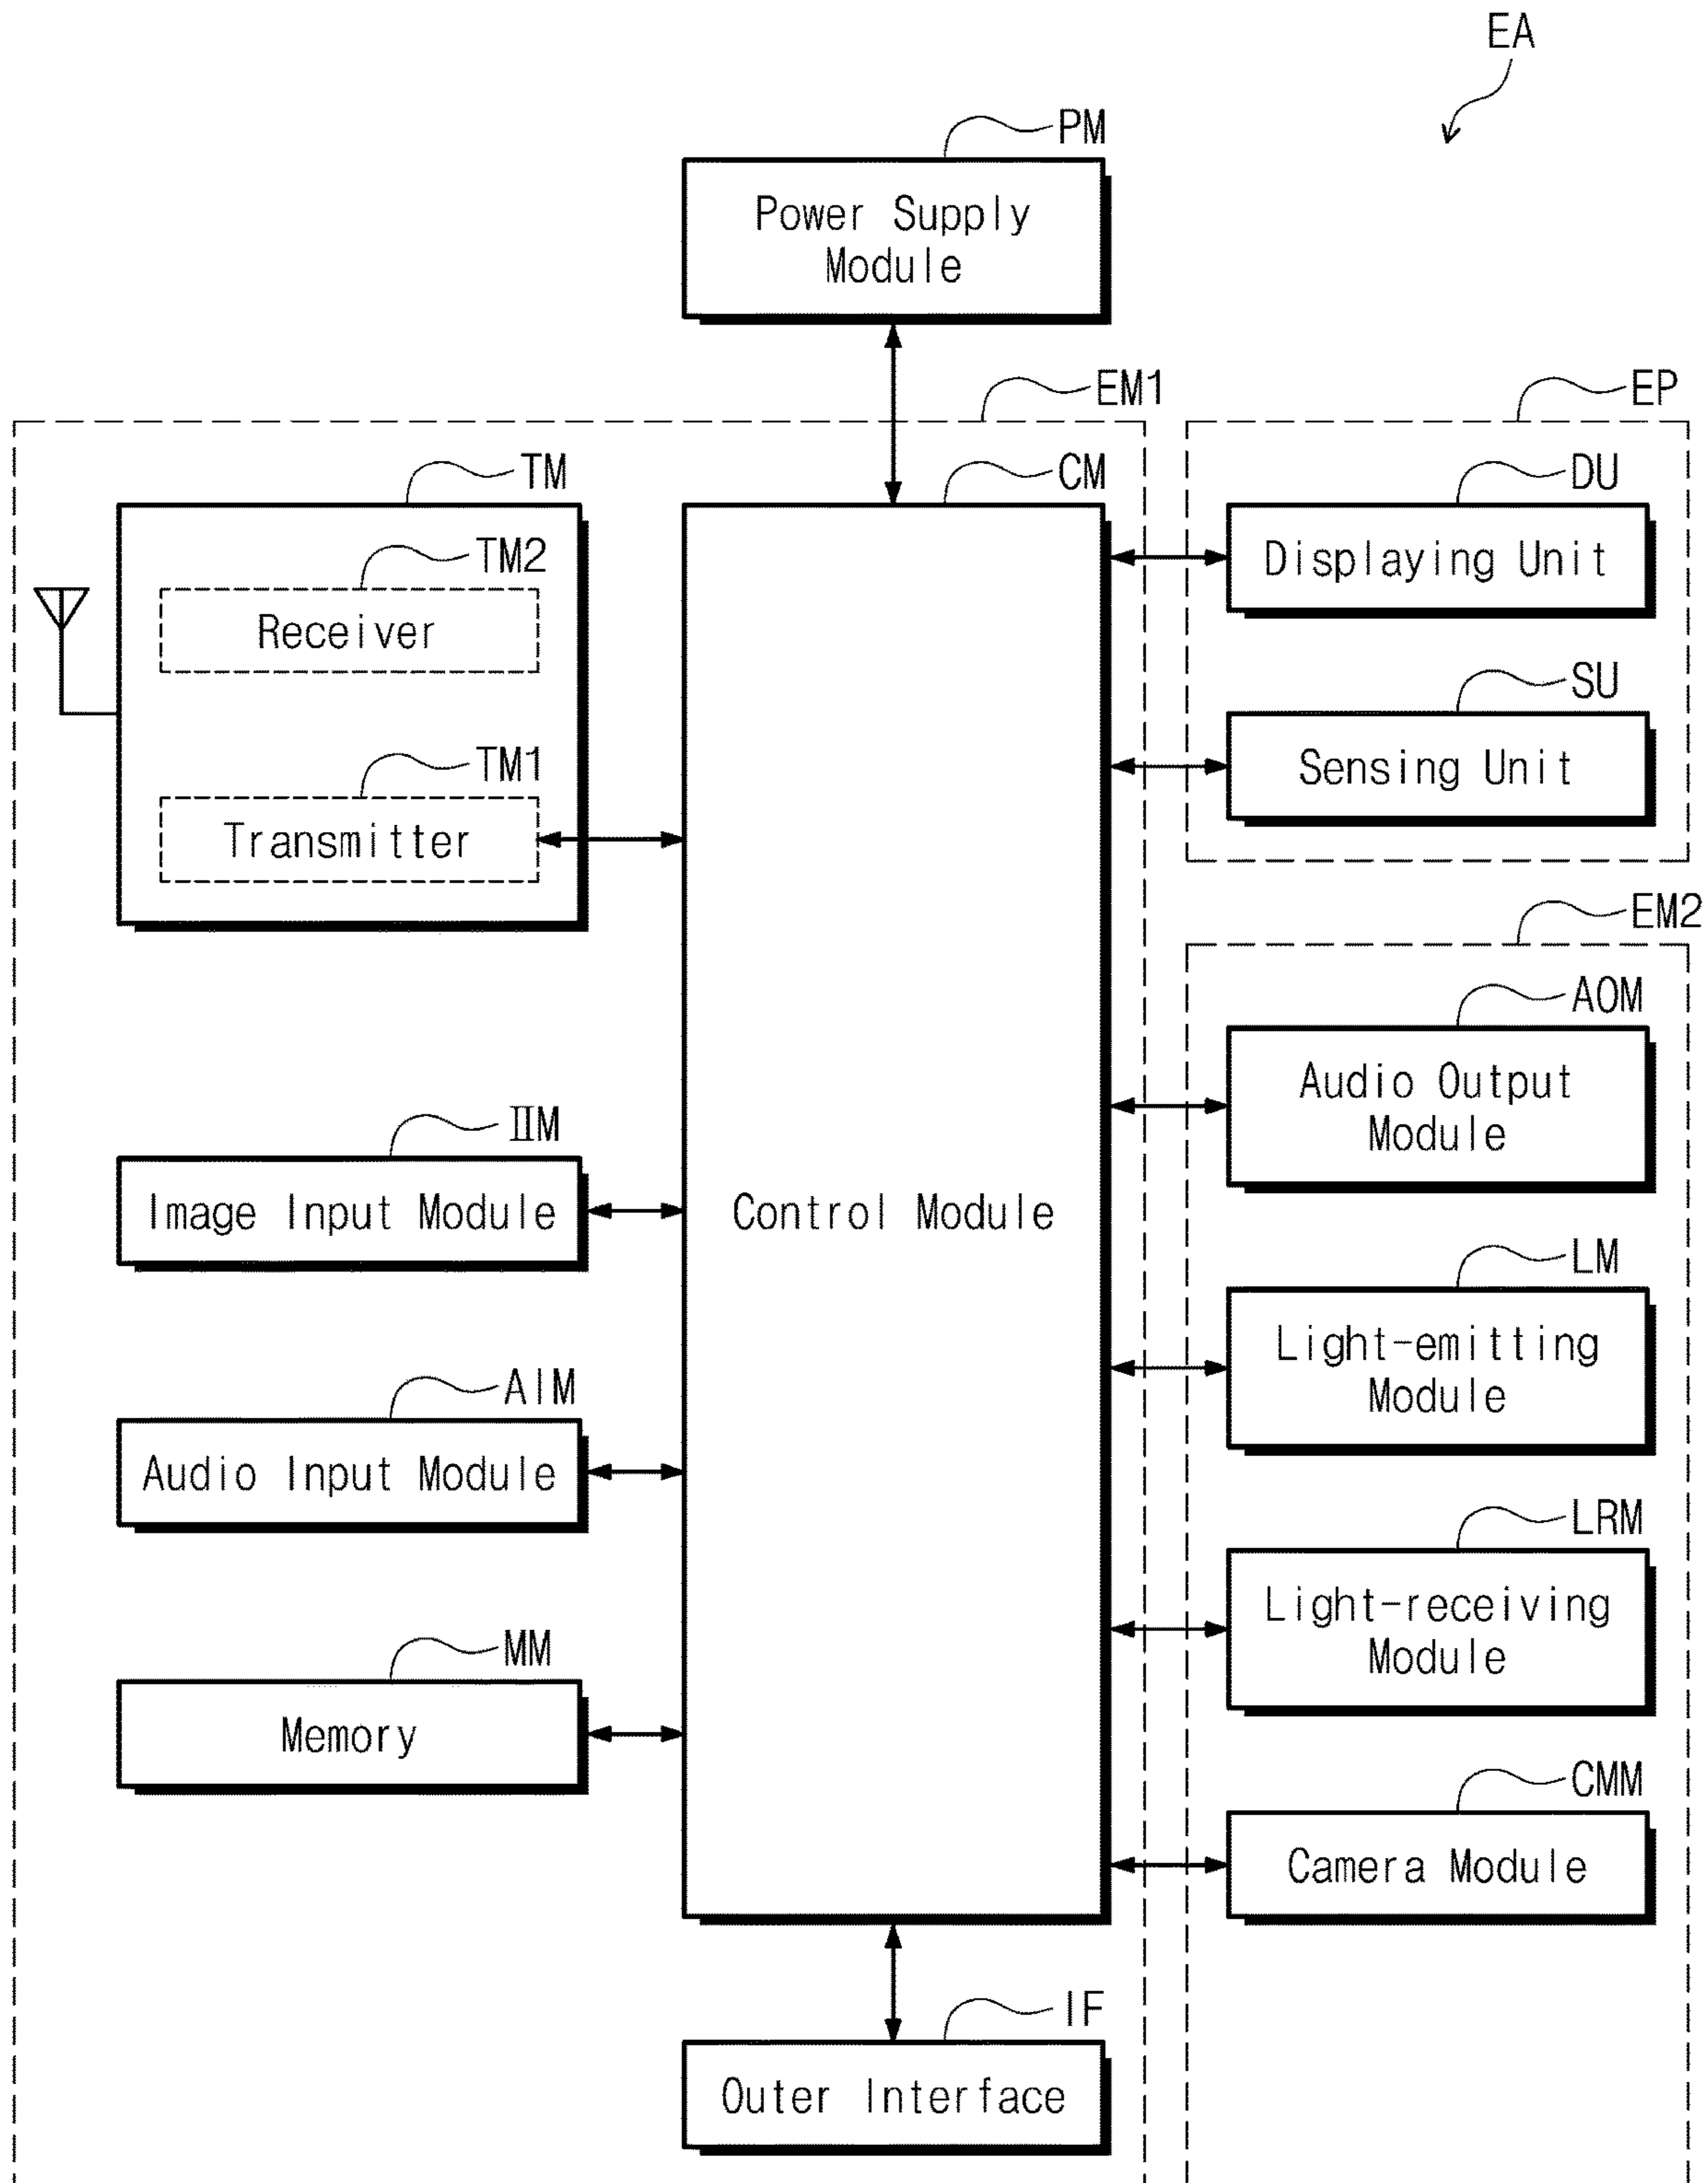 EA
PM
Power Supply
Module
EM1
EP
TM
CM
DU
TM2
Displaying Unit
Receiver
SU
TM1
Sensing Unit
Transmitter
EM2
AOM
Audio Output
Module
IIM
Image Input Module
Control Module
LM
Light-emitting
Module
AIM
Audio Input Module
LRM
Light-receiving
Module
MM
Memory
CMM
Camera Module
IF
Outer Interface